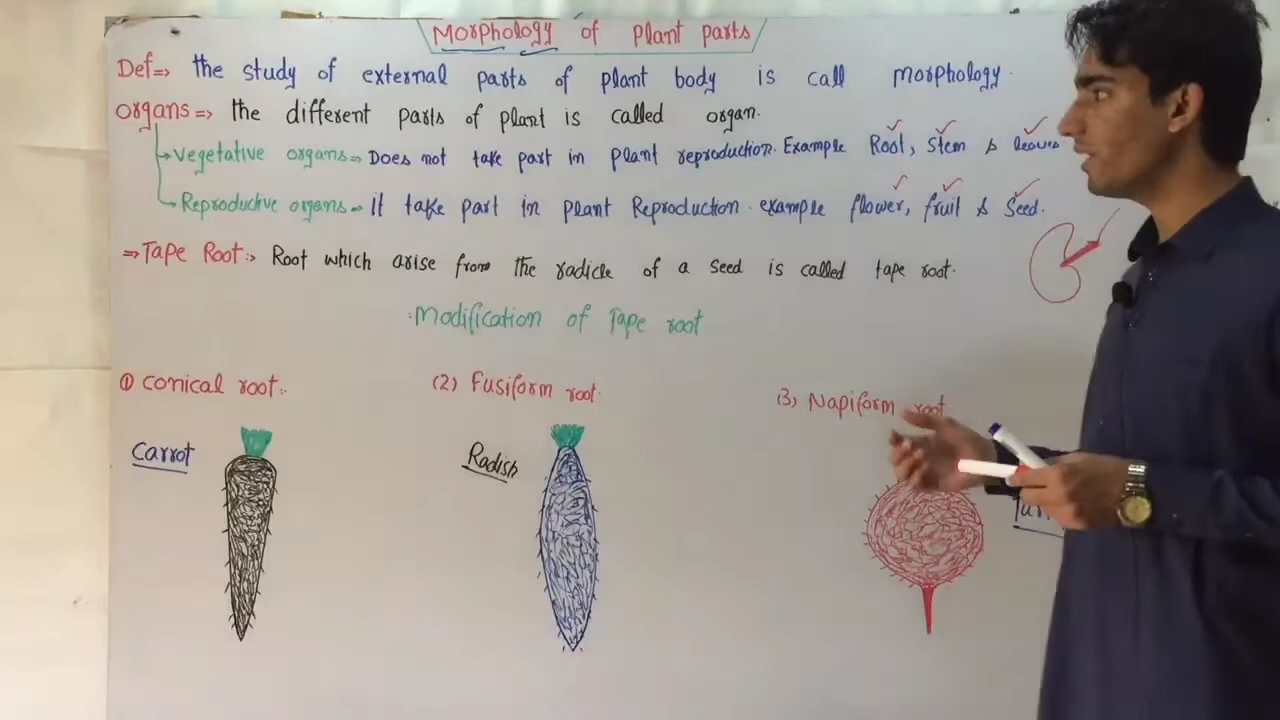 Morphology of plant parts
Def=> the study of external parts of plant body is call morphology.
Organs=> the different parts of plant is called organ.
Vegetative organs=> Does not take part in plant reproduction. Example Root, Stem & leaves
Reproductive organs=> it take part in plant Reproduction. example flower, fruit & Seed.
=> Tape Root:> Root which arise from the radicle of a seed is called tape root.
Modification of Tape root
① Conical root:
(2) Fusiform root.
(3) Napiform root
Carrot
Radish